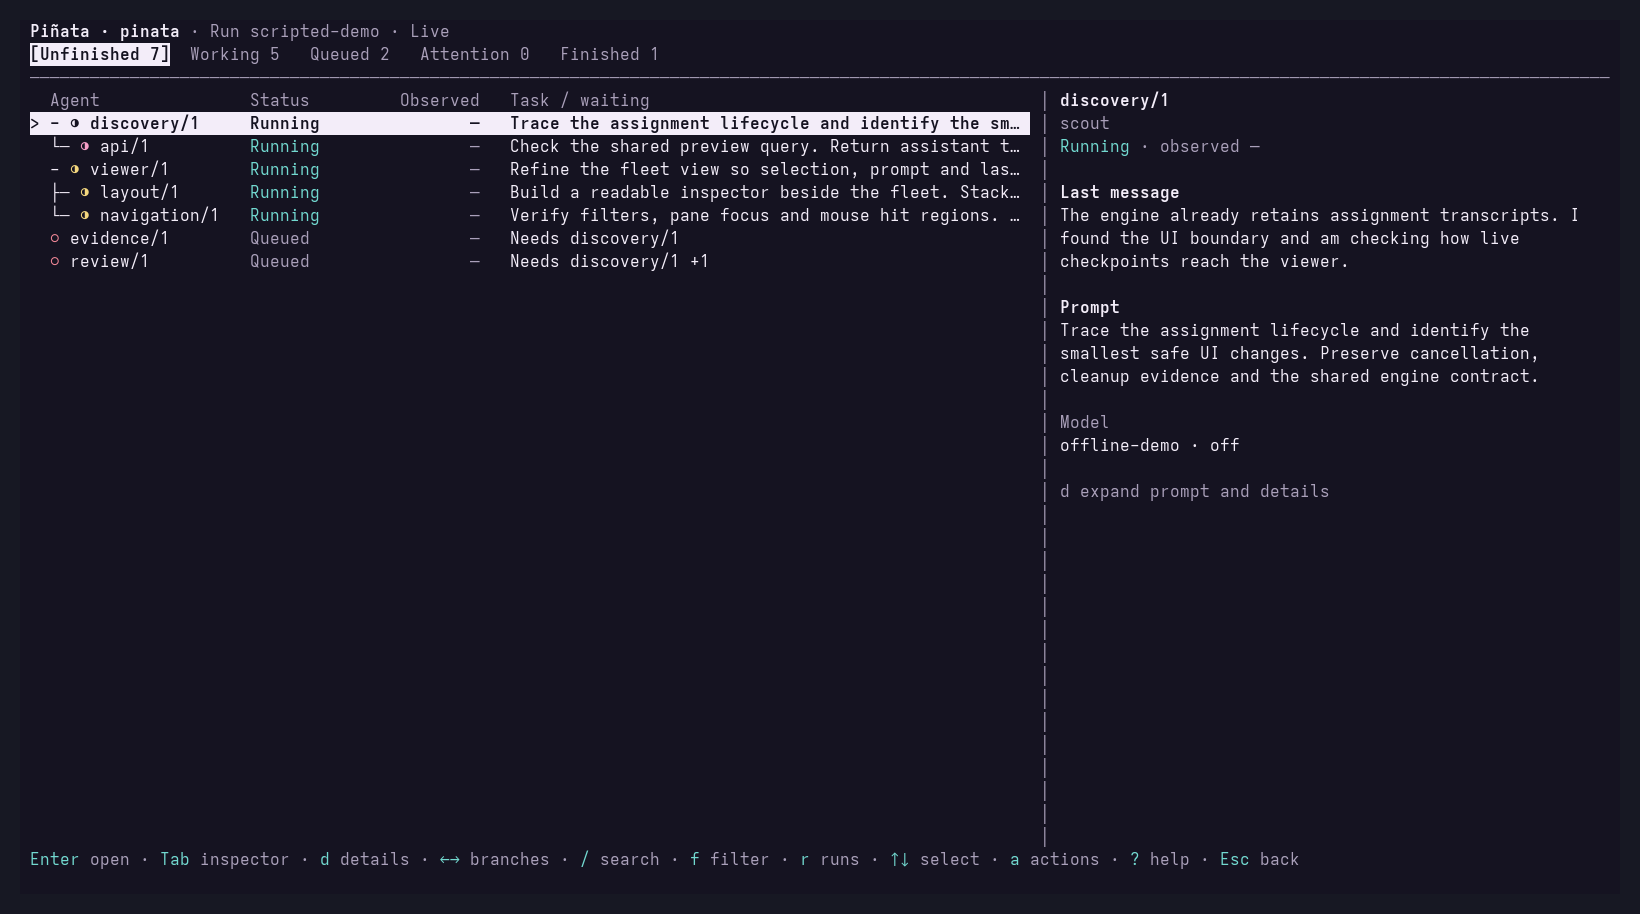 Piñata · pinata · Run scripted-demo · Live
[Unfinished 7]  Working 5   Queued 2   Attention 0   Finished 1
Agent   Status   Observed   Task / waiting
> - ◑ discovery/1   Running   —   Trace the assignment lifecycle and identify the sm…
└─ ◑ api/1   Running   —   Check the shared preview query. Return assistant t…
- ◑ viewer/1   Running   —   Refine the fleet view so selection, prompt and las…
├─ ◑ layout/1   Running   —   Build a readable inspector beside the fleet. Stack…
└─ ◑ navigation/1   Running   —   Verify filters, pane focus and mouse hit regions. …
○ evidence/1   Queued   —   Needs discovery/1
○ review/1   Queued   —   Needs discovery/1 +1
discovery/1
scout
Running · observed —
Last message
The engine already retains assignment transcripts. I
found the UI boundary and am checking how live
checkpoints reach the viewer.
Prompt
Trace the assignment lifecycle and identify the
smallest safe UI changes. Preserve cancellation,
cleanup evidence and the shared engine contract.
Model
offline-demo · off
d expand prompt and details
Enter open · Tab inspector · d details · ←→ branches · / search · f filter · r runs · ↑↓ select · a actions · ? help · Esc back